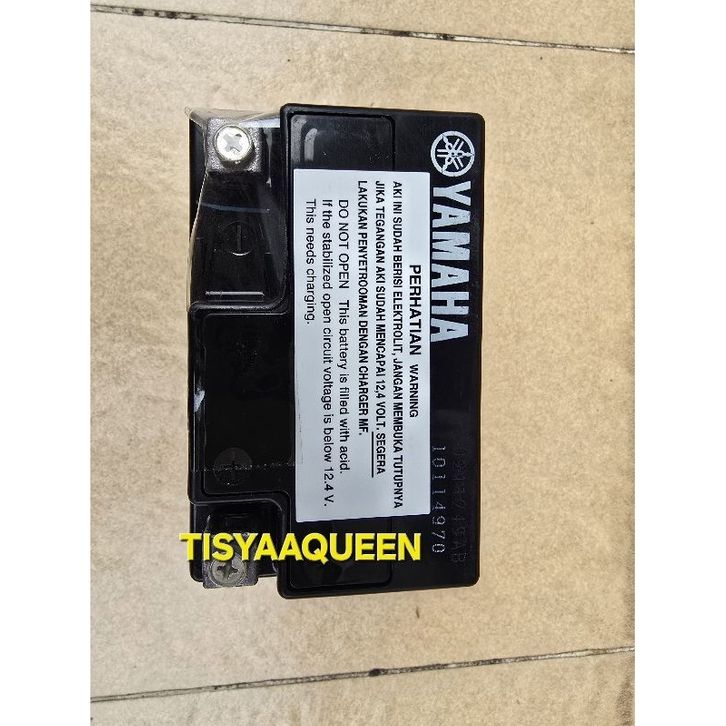 YAMAHA
PERHATIAN WARNING
AKI INI SUDAH BERISI ELEKTROLIT, JANGAN MEMBUKA TUTUPNYA
JIKA TEGANGAN AKI SUDAH MENCAPAI 12,4 VOLT, SEGERA
LAKUKAN PENYETROOMAN DENGAN CHARGER MF.
DO NOT OPEN This battery is filled with acid.
If the stabilized open circuit voltage is below 12.4 V.
This needs charging.
10114970
TISYAAQUEEN